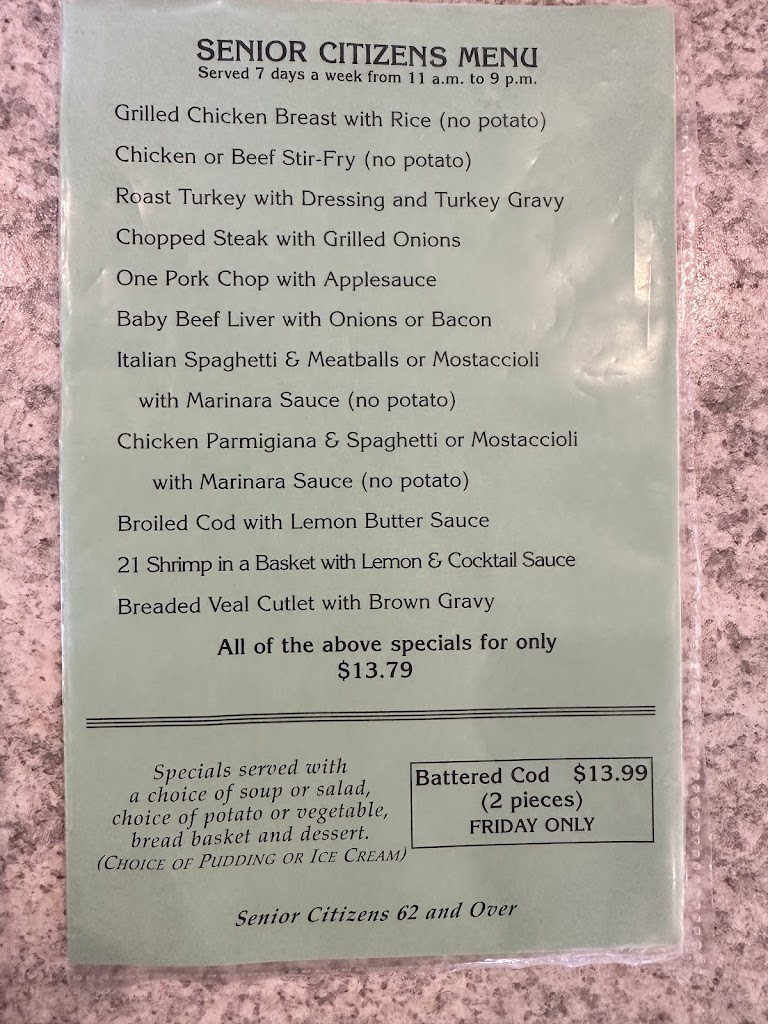 SENIOR CITIZENS MENU
Served 7 days a week from 11 a.m. to 9 p.m.
Grilled Chicken Breast with Rice (no potato)
Chicken or Beef Stir-Fry (no potato)
Roast Turkey with Dressing and Turkey Gravy
Chopped Steak with Grilled Onions
One Pork Chop with Applesauce
Baby Beef Liver with Onions or Bacon
Italian Spaghetti & Meatballs or Mostaccioli
with Marinara Sauce (no potato)
Chicken Parmigiana & Spaghetti or Mostaccioli
with Marinara Sauce (no potato)
Broiled Cod with Lemon Butter Sauce
21 Shrimp in a Basket with Lemon & Cocktail Sauce
Breaded Veal Cutlet with Brown Gravy
All of the above specials for only
$13.79
Specials served with
a choice of soup or salad,
choice of potato or vegetable,
bread basket and dessert.
(CHOICE OF PUDDING OR ICE CREAM)
Battered Cod $13.99
(2 pieces)
FRIDAY ONLY
Senior Citizens 62 and Over